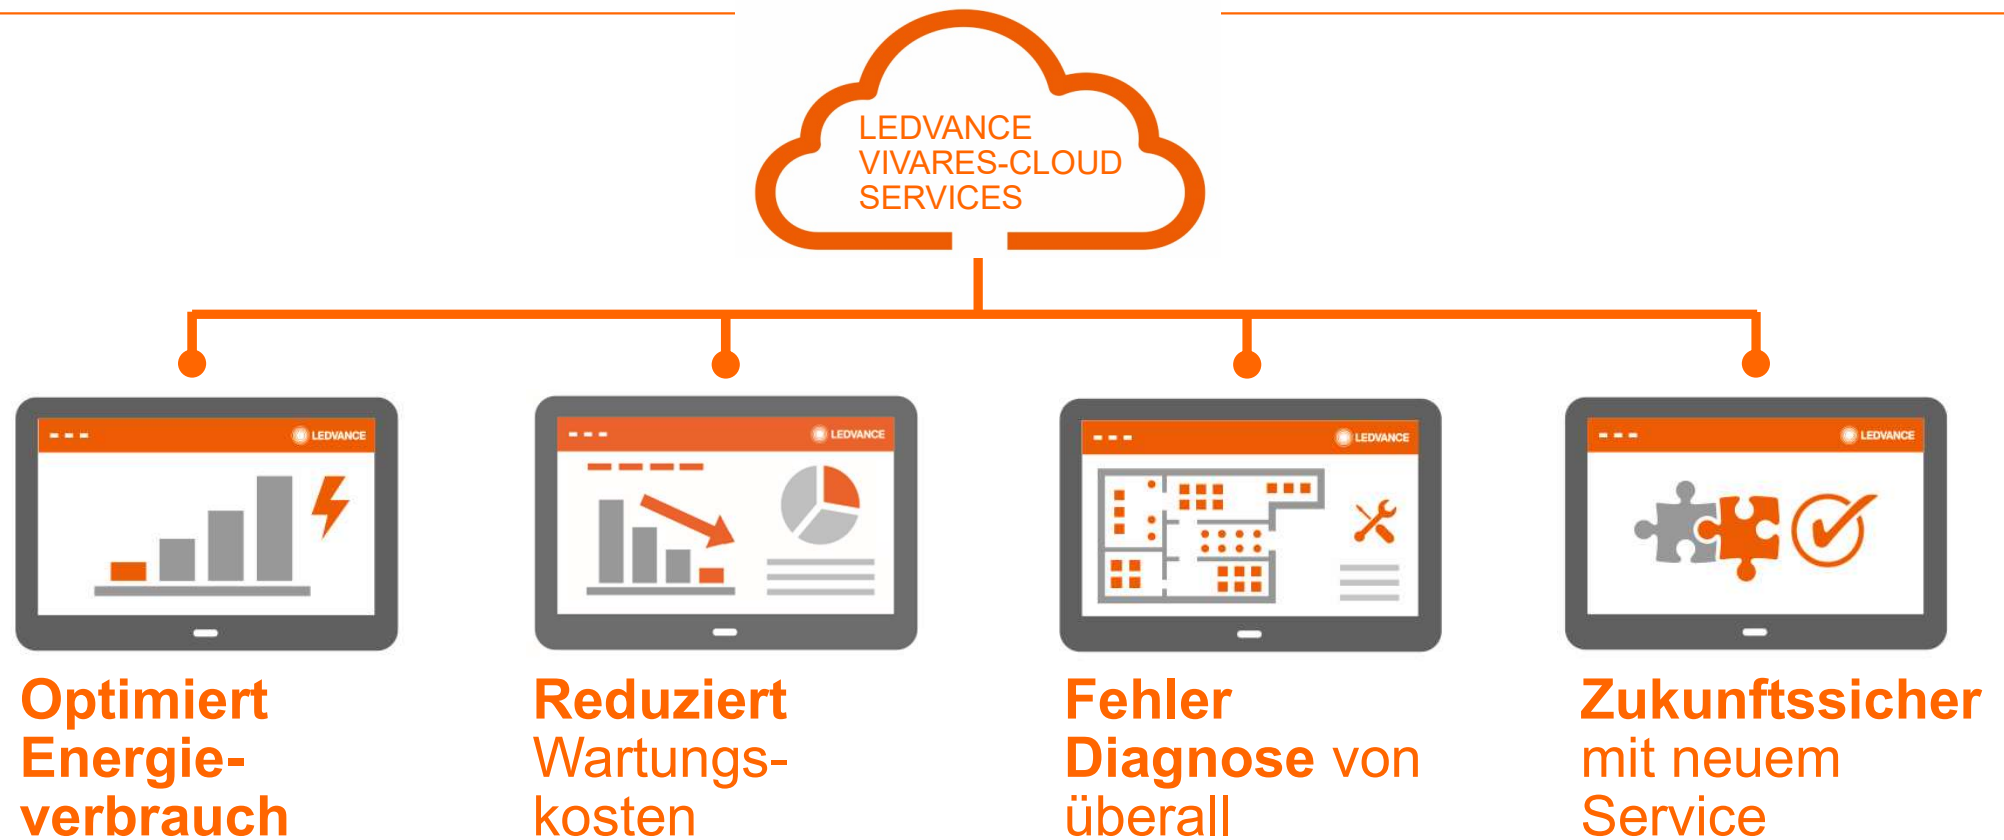 LEDVANCE
VIVARES-CLOUD
SERVICES
LEDVANCE
LEDVANCE
LEDVANCE
LEDVANCE
Optimiert
Energie-
verbrauch
Reduziert
Wartungs-
kosten
Fehler
Diagnose von
überall
Zukunftssicher
mit neuem
Service